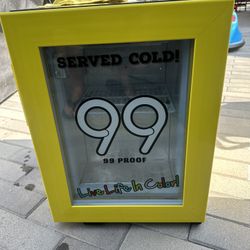 SERVED COLD!
99
99 PROOF
Live Life In Color!